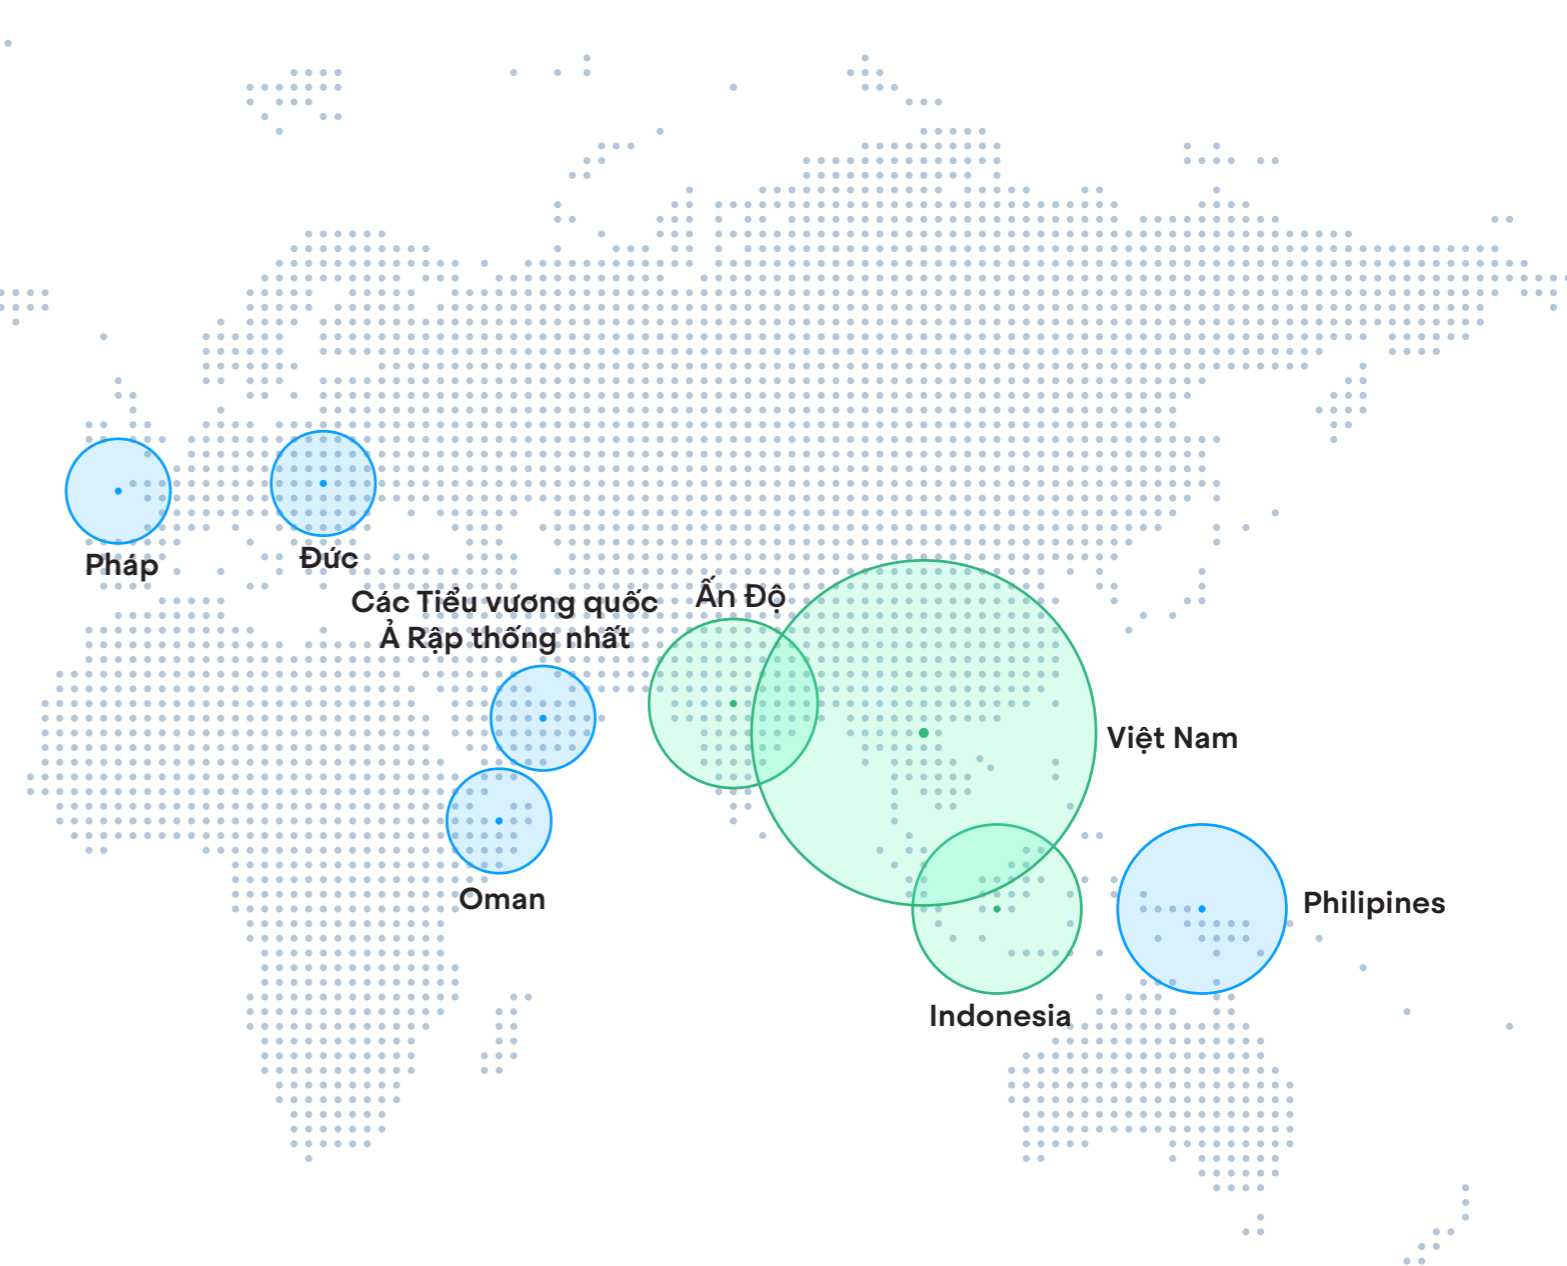 Pháp
Đức
Các Tiểu vương quốc
Ả Rập thống nhất
Ấn Độ
Việt Nam
Oman
Philipines
Indonesia